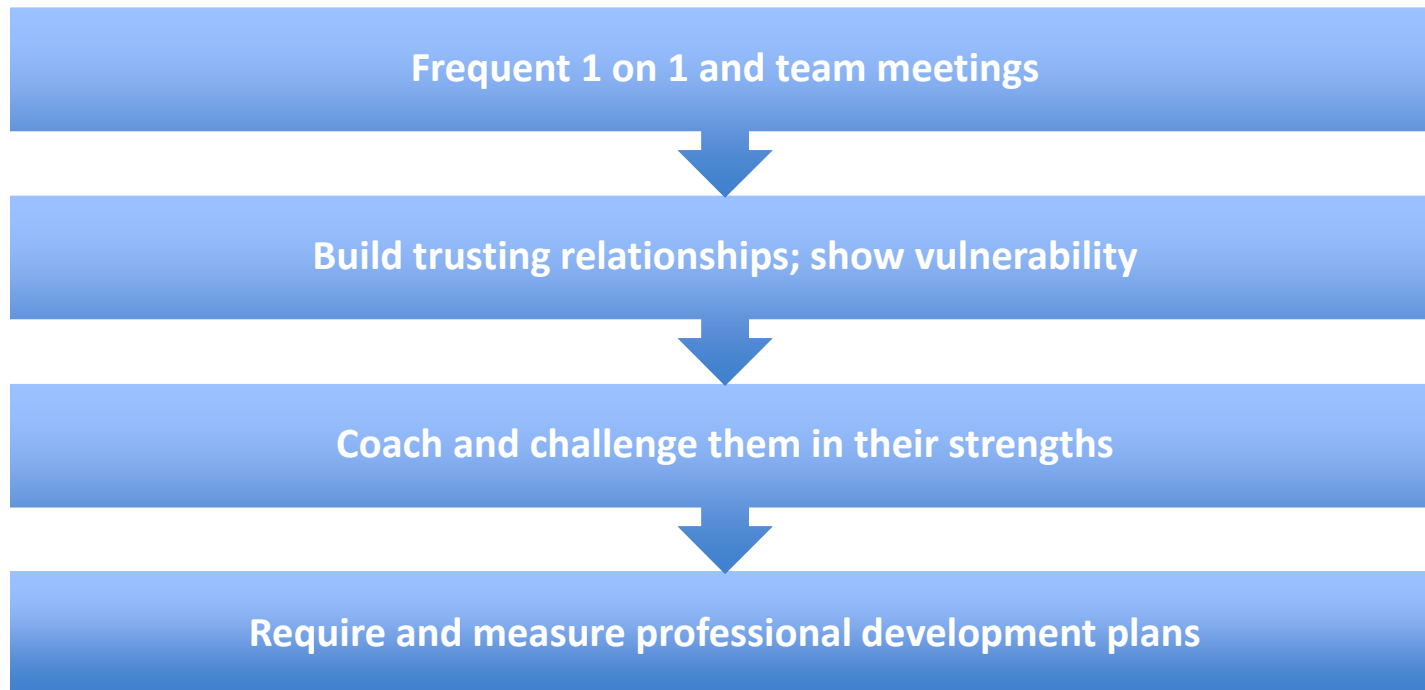 Frequent 1 on 1 and team meetings
Build trusting relationships; show vulnerability
Coach and challenge them in their strengths
Require and measure professional development plans